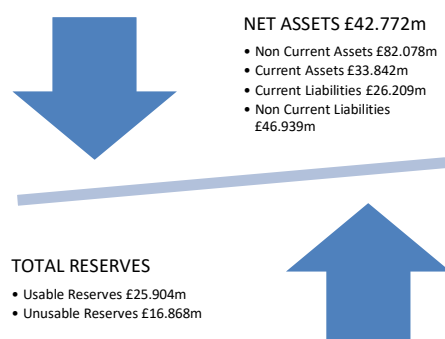 NET ASSETS £42.772m
• Non Current Assets £82.078m
• Current Assets £33.842m
• Current Liabilities £26.209m
• Non Current Liabilities
£46.939m
TOTAL RESERVES
• Usable Reserves £25.904m
• Unusable Reserves £16.868m